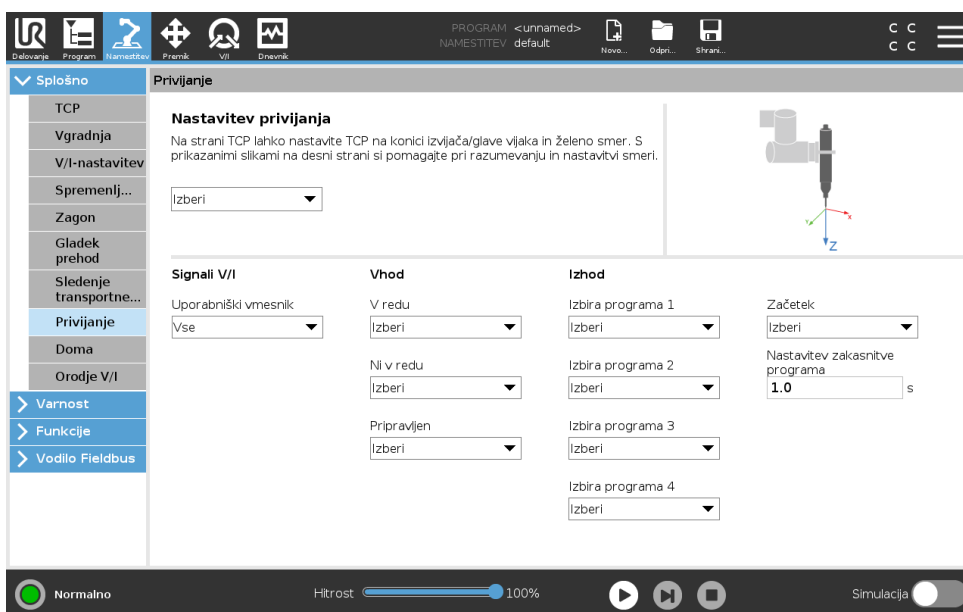 UR
PROGRAM <unnamed>
NAMESTITEV default
C C
C C
Delovanje Program Namestitev Premik V/I Dnevnik Novo... Odpri... Shrani...
Splošno
TCP
Vgradnja
V/I-nastavitev
Spremenlj...
Zagon
Gladek
prehod
Sledenje
transportne...
Privijanje
Doma
Orodje V/I
Varnost
Funkcije
Vodilo Fieldbus
Privijanje
Nastavitev privijanja
Na strani TCP lahko nastavite TCP na konici izvijača/glave vijaka in želeno smer. S
prikazanimi slikami na desni strani si pomagajte pri razumevanju in nastavitvi smeri.
Izberi
Y
X
Z
Signali V/I
Uporabniški vmesnik
Vse
Vhod
V redu
Izberi
Ni v redu
Izberi
Pripravljen
Izberi
Izhod
Izbira programa 1
Izberi
Izbira programa 2
Izberi
Izbira programa 3
Izberi
Izbira programa 4
Izberi
Začetek
Izberi
Nastavitev zakasnitve
programa
1.0 s
Normalno
Hitrost 100%
Simulacija